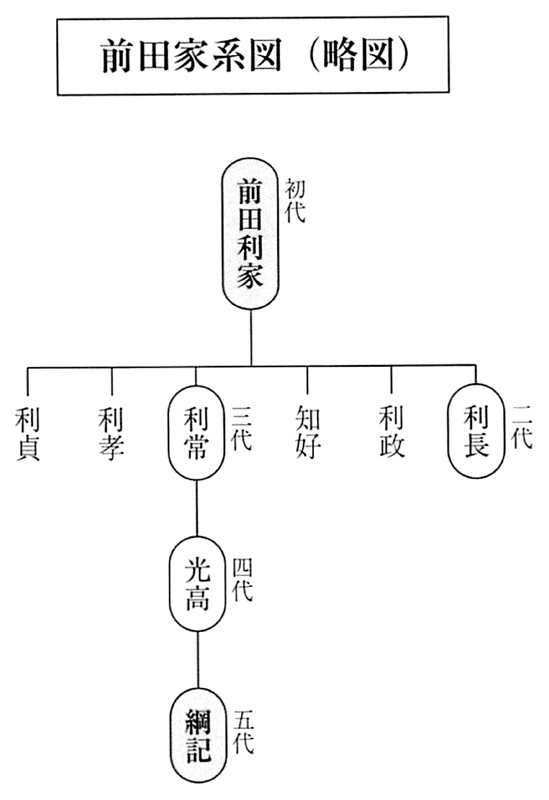 前田家系図（略図）
初代
前田利家
二代
利長
利政
知好
三代
利常
利孝
利貞
四代
光高
五代
綱記